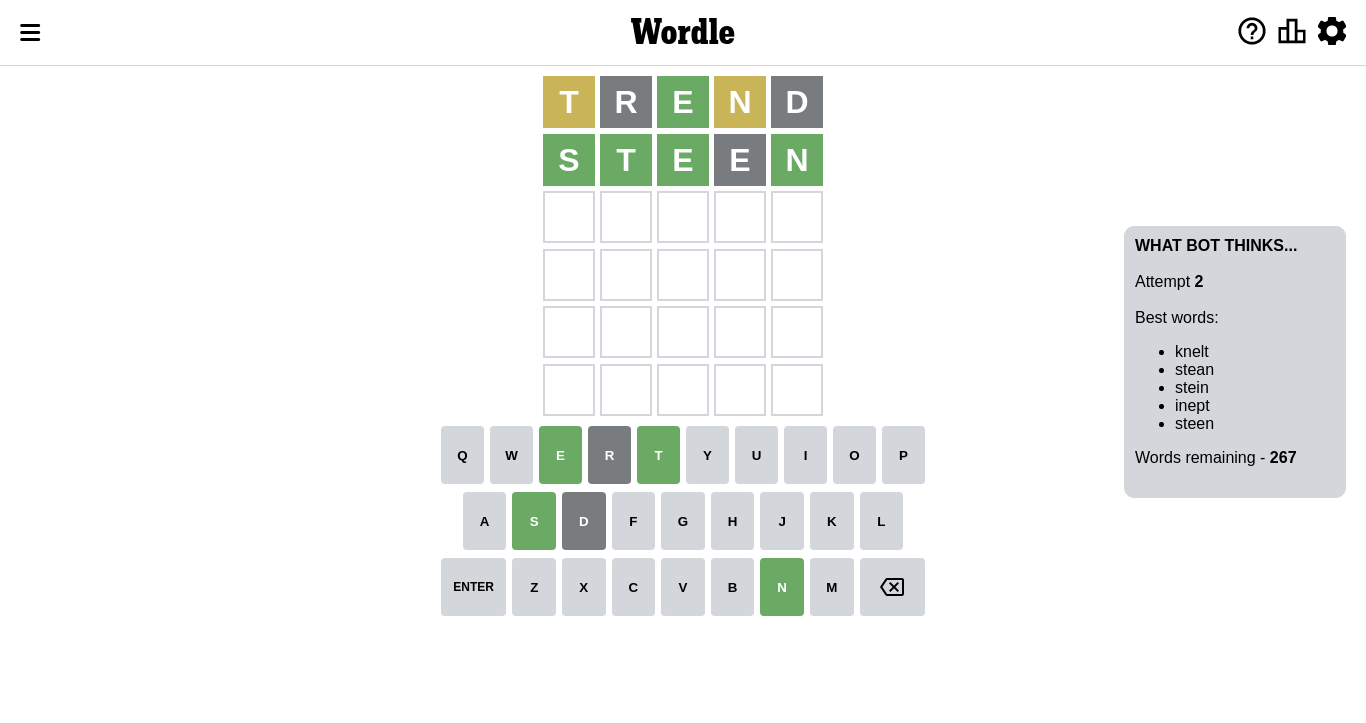 Wordle
T R E N D
S T E E N
WHAT BOT THINKS...
Attempt 2
Best words:
knelt
stean
stein
inept
steen
Words remaining - 267
Q W E R T Y U I O P
A S D F G H J K L
ENTER Z X C V B N M